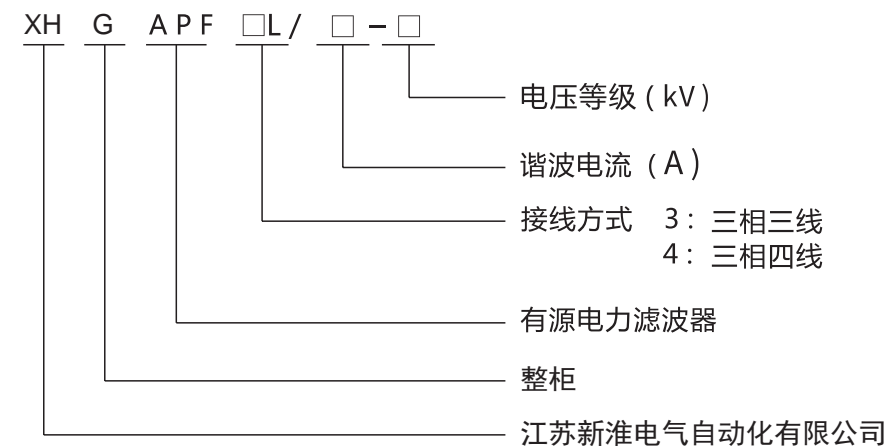 XH G APF □L/ □-□
电压等级(kV)
谐波电流(A)
接线方式 3：三相三线
4：三相四线
有源电力滤波器
整柜
江苏新淮电气自动化有限公司